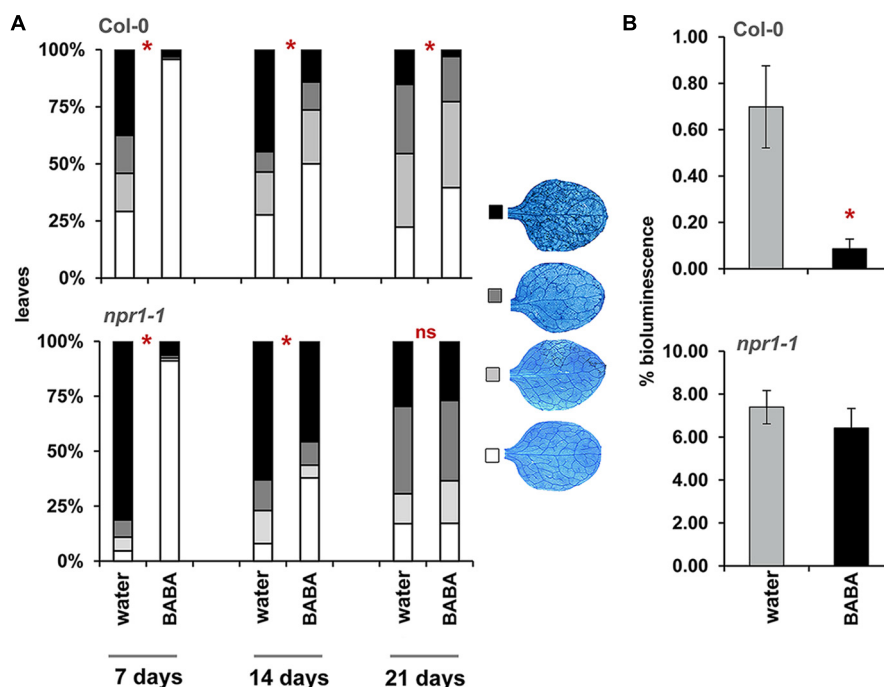 A
Col-0
* * *
100%
75%
50%
25%
0%
leaves
npr1-1
* * ns
100%
75%
50%
25%
0%
water BABA water BABA water BABA
7 days 14 days 21 days
B
Col-0
1.00
0.80
0.60
0.40
0.20
0.00
*
% bioluminescence
npr1-1
10.00
8.00
6.00
4.00
2.00
0.00
water BABA